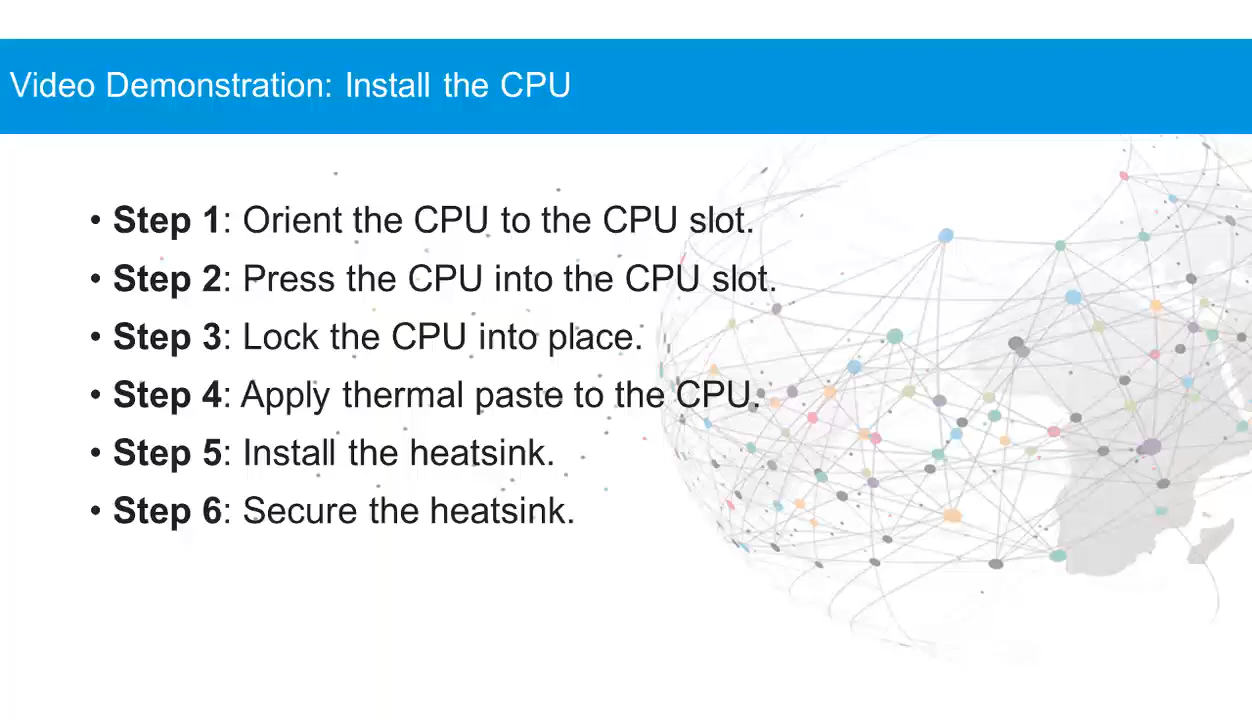 Video Demonstration: Install the CPU
• Step 1: Orient the CPU to the CPU slot.
• Step 2: Press the CPU into the CPU slot.
• Step 3: Lock the CPU into place.
• Step 4: Apply thermal paste to the CPU.
• Step 5: Install the heatsink.
• Step 6: Secure the heatsink.